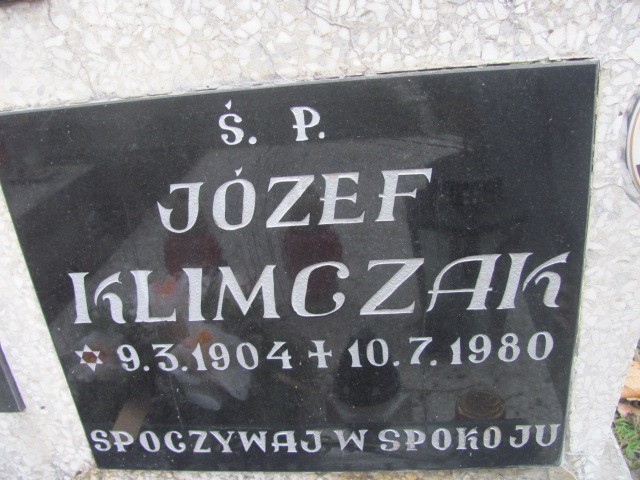 Ś. P.
JÓZEF
KLIMCZAK
✡ 9.3.1904 ✝ 10.7.1980
SPOCZYWAJ W SPOKOJU